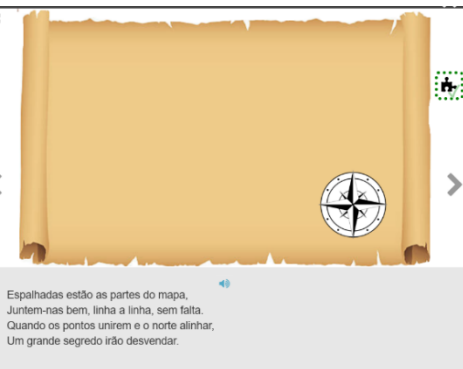 Espalhadas estão as partes do mapa,
Juntem-nas bem, linha a linha, sem falta.
Quando os pontos unirem e o norte alinhar,
Um grande segredo irão desvendar.